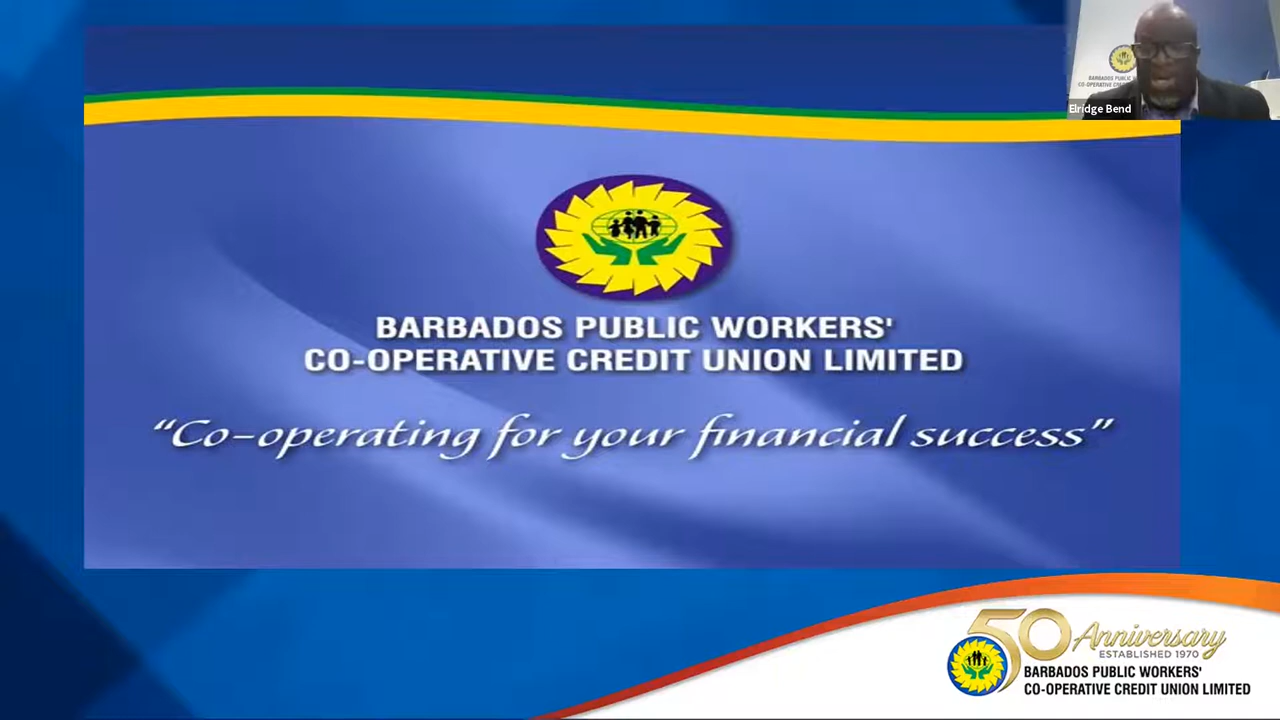 Elridge Bend
BARBADOS PUBLIC WORKERS'
CO-OPERATIVE CREDIT UNION LIMITED
“Co-operating for your financial success”
50 Anniversary
ESTABLISHED 1970
BARBADOS PUBLIC WORKERS'
CO-OPERATIVE CREDIT UNION LIMITED